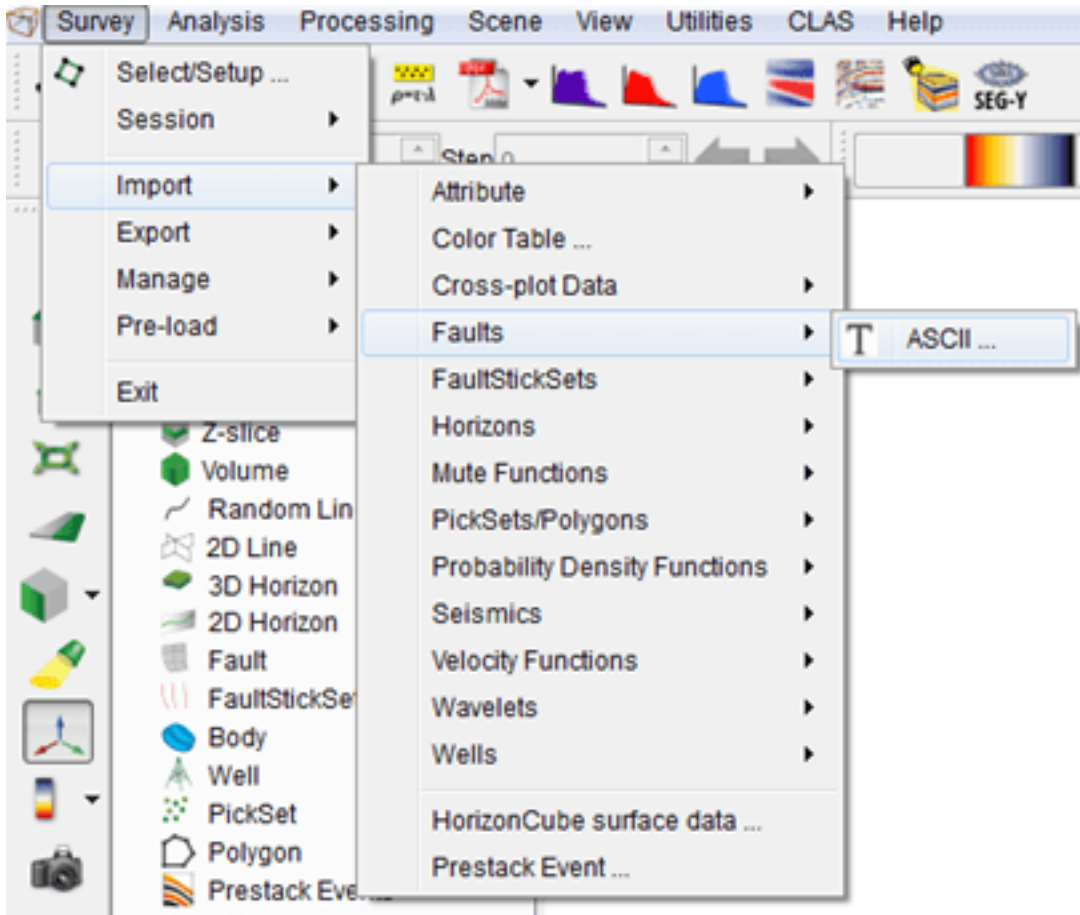 Survey Analysis Processing Scene View Utilities CLAS Help
Select/Setup ...
Session
Import
Export
Manage
Pre-load
Exit
ρ=τ·λ
PDF
SEG-Y
Step 0
Attribute
Color Table ...
Cross-plot Data
Faults
FaultStickSets
Horizons
Mute Functions
PickSets/Polygons
Probability Density Functions
Seismics
Velocity Functions
Wavelets
Wells
HorizonCube surface data ...
Prestack Event ...
T ASCII ...
Z-slice
Volume
Random Lin
2D Line
3D Horizon
2D Horizon
Fault
FaultStickSe
Body
Well
PickSet
Polygon
Prestack Events